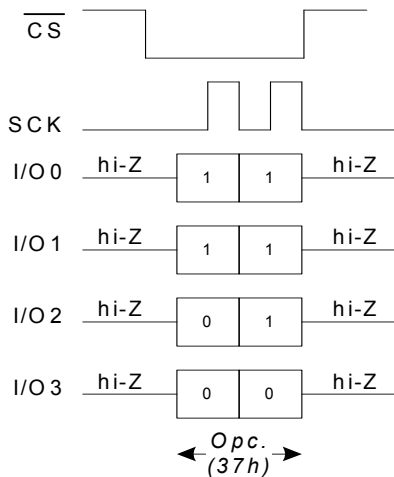 CS
SCK
I/O 0 hi-Z 1 1 hi-Z
I/O 1 hi-Z 1 1 hi-Z
I/O 2 hi-Z 0 1 hi-Z
I/O 3 hi-Z 0 0 hi-Z
Opc.
(37h)